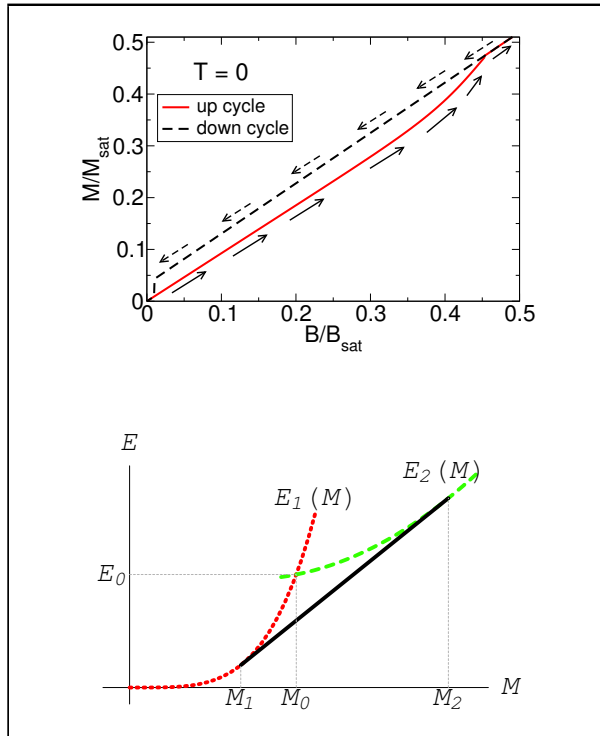 T = 0
up cycle
down cycle
M/M_sat
0.5
0.4
0.3
0.2
0.1
0
0 0.1 0.2 0.3 0.4 0.5
B/B_sat
E
E_1 (M)
E_2 (M)
E_0
M_1 M_0 M_2 M